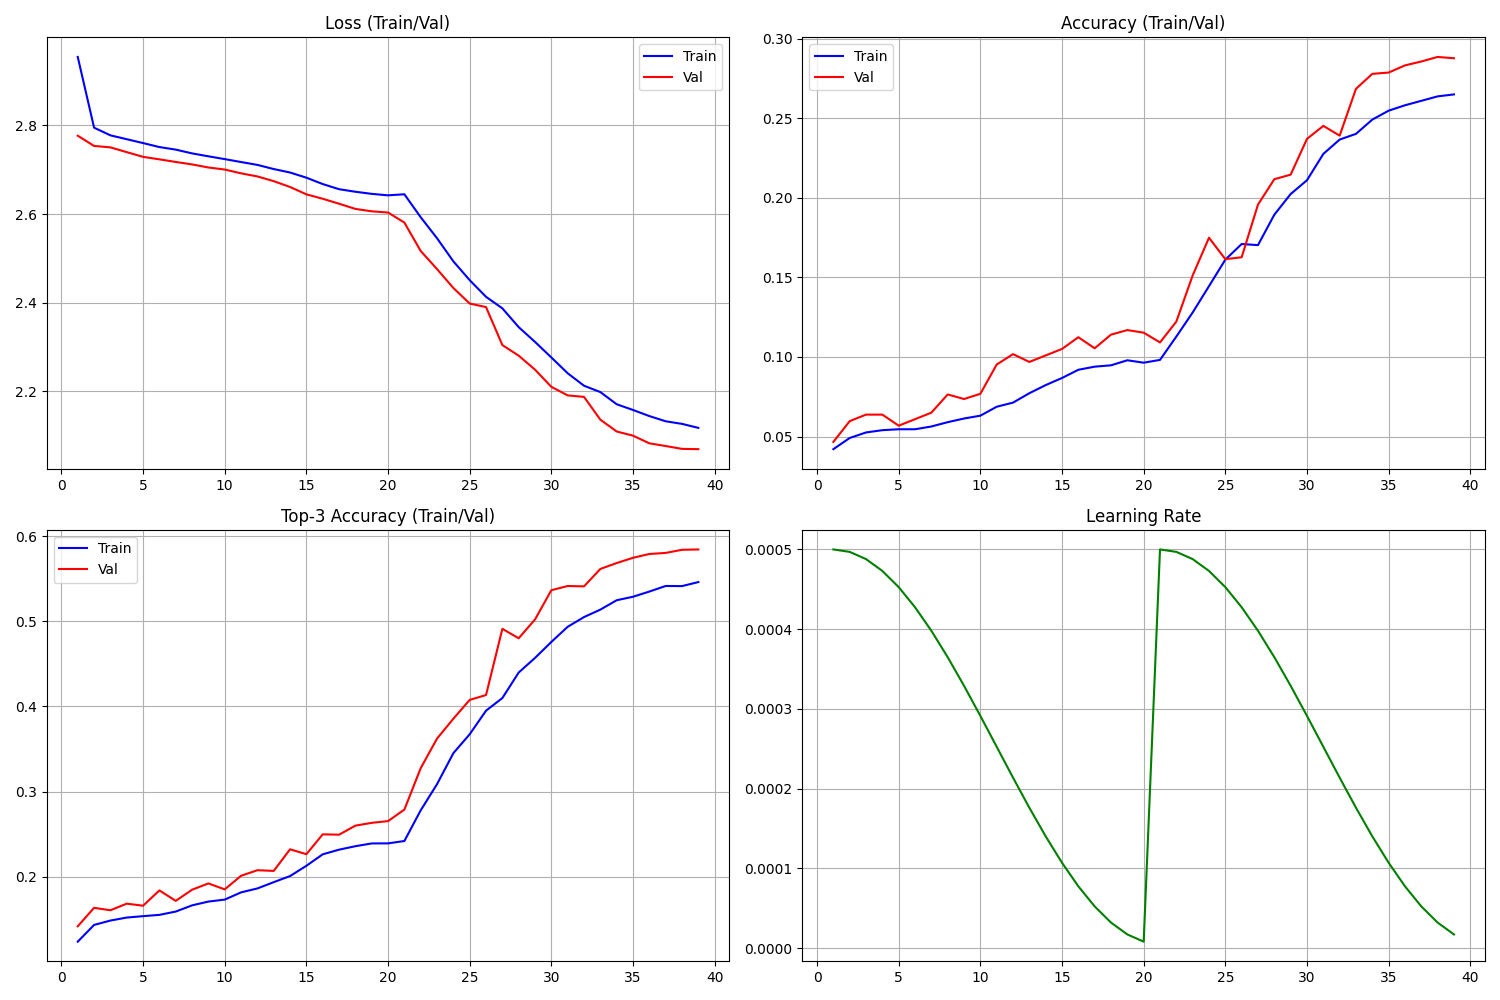 Loss (Train/Val)
Train
Val
2.8
2.6
2.4
2.2
0 5 10 15 20 25 30 35 40
Accuracy (Train/Val)
Train
Val
0.30
0.25
0.20
0.15
0.10
0.05
0 5 10 15 20 25 30 35 40
Top-3 Accuracy (Train/Val)
Train
Val
0.6
0.5
0.4
0.3
0.2
0 5 10 15 20 25 30 35 40
Learning Rate
0.0005
0.0004
0.0003
0.0002
0.0001
0.0000
0 5 10 15 20 25 30 35 40